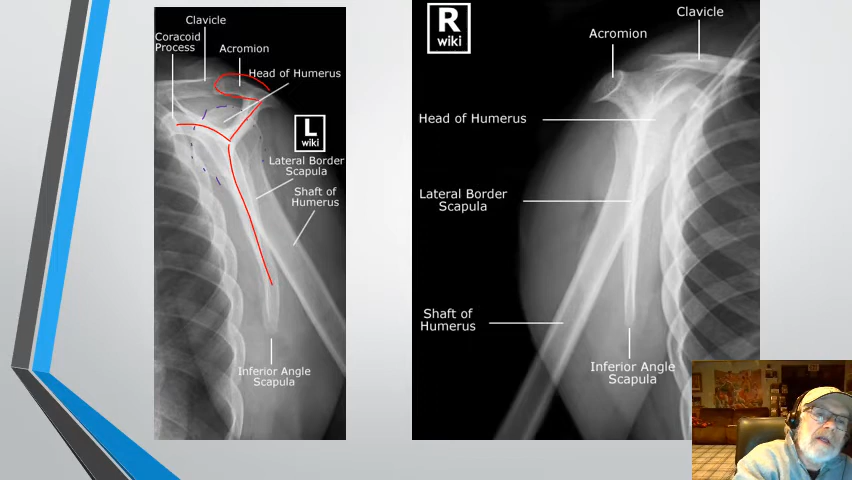 Clavicle
Coracoid
Process
Acromion
Head of Humerus
L
wiki
Lateral Border
Scapula
Shaft of
Humerus
Inferior Angle
Scapula
R
wiki
Clavicle
Acromion
Head of Humerus
Lateral Border
Scapula
Shaft of
Humerus
Inferior Angle
Scapula